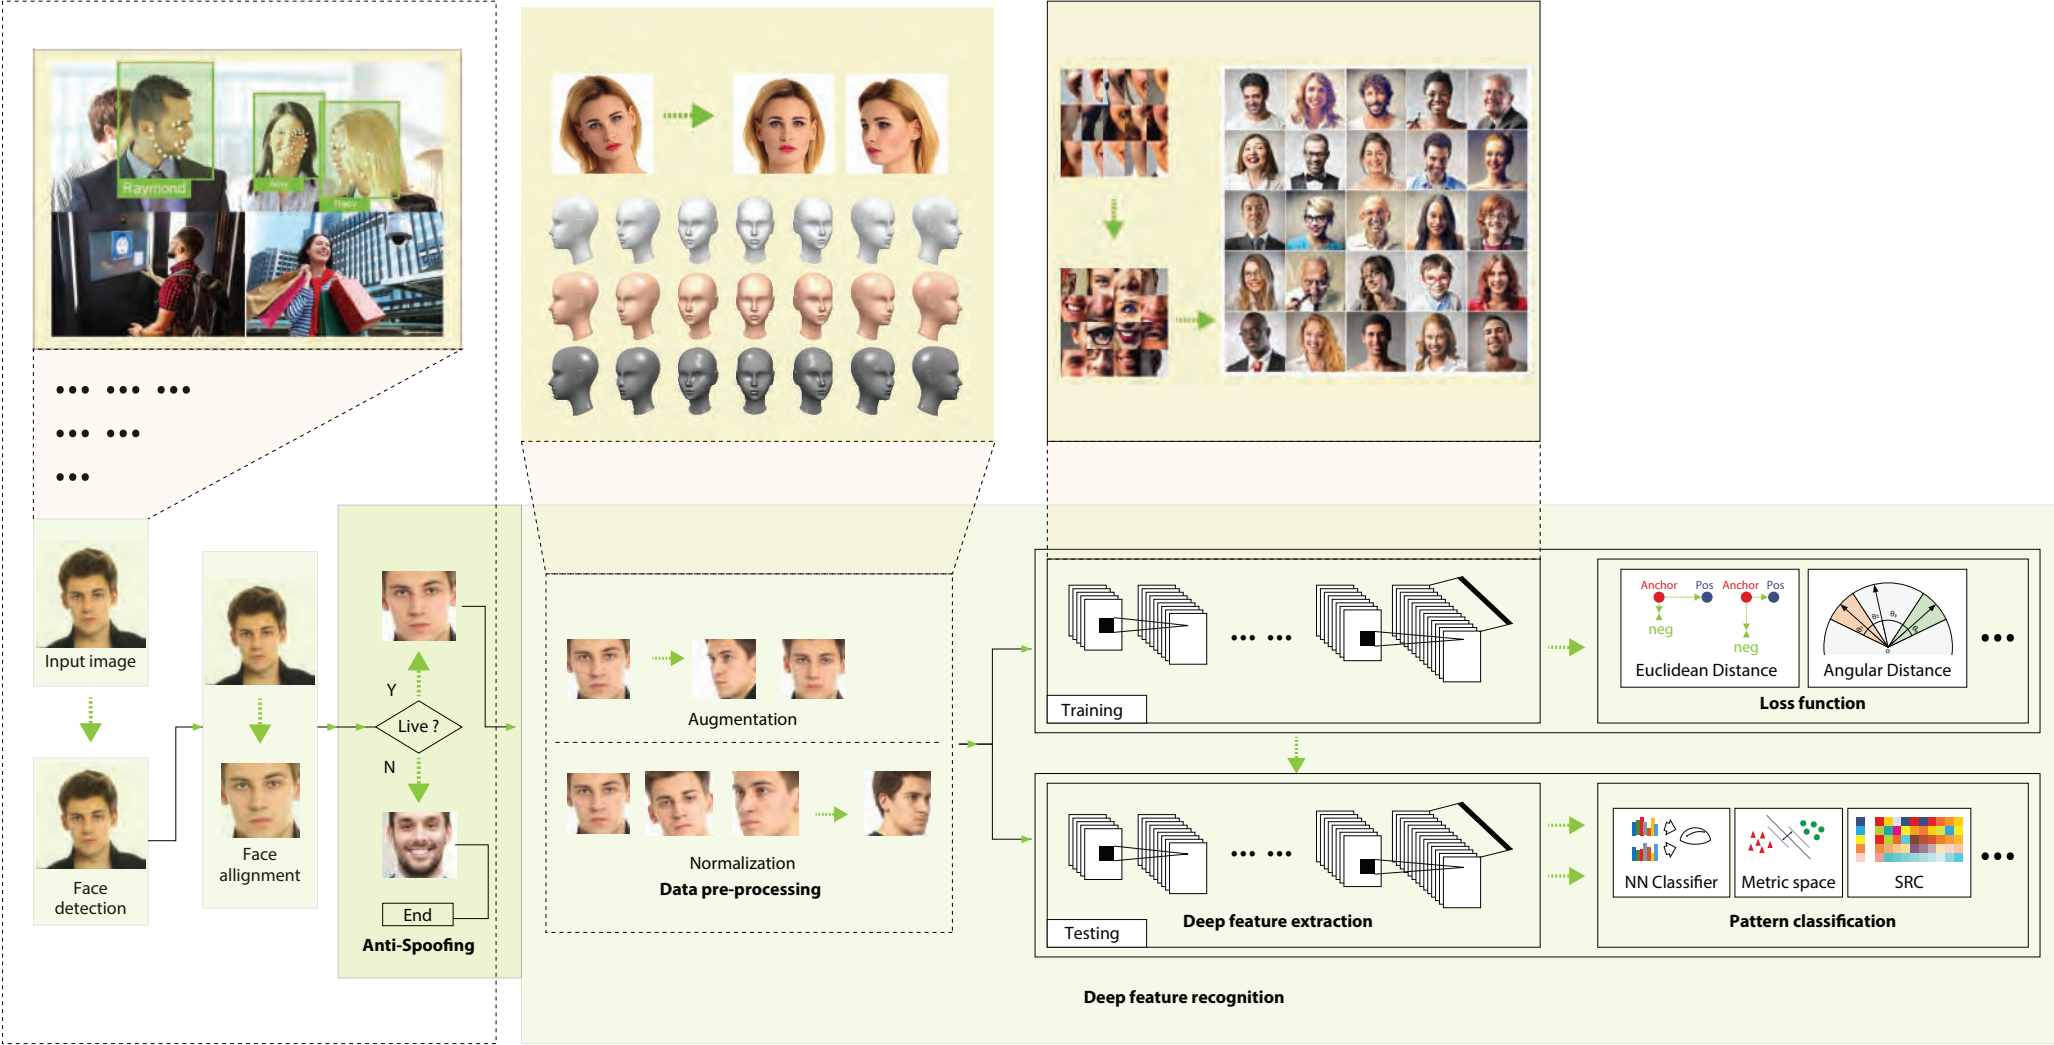 Raymond
Amy
Tracy
Input image
Face
detection
Face
allignment
Y
Live ?
N
End
Anti-Spoofing
Augmentation
Normalization
Data pre-processing
Training
Anchor Pos Anchor Pos
neg
neg
Euclidean Distance
Angular Distance
Loss function
Testing
Deep feature extraction
NN Classifier
Metric space
SRC
Pattern classification
Deep feature recognition